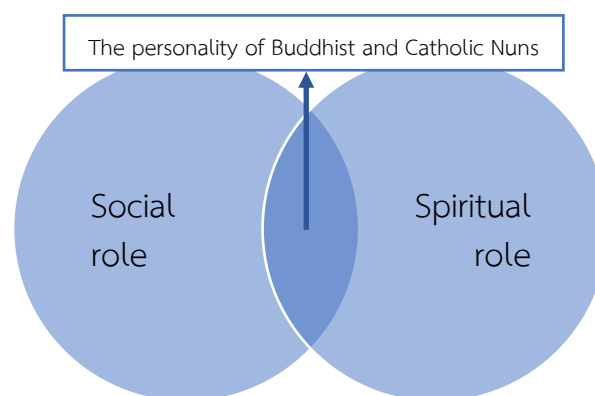 The personality of Buddhist and Catholic Nuns
Social
role
Spiritual
role